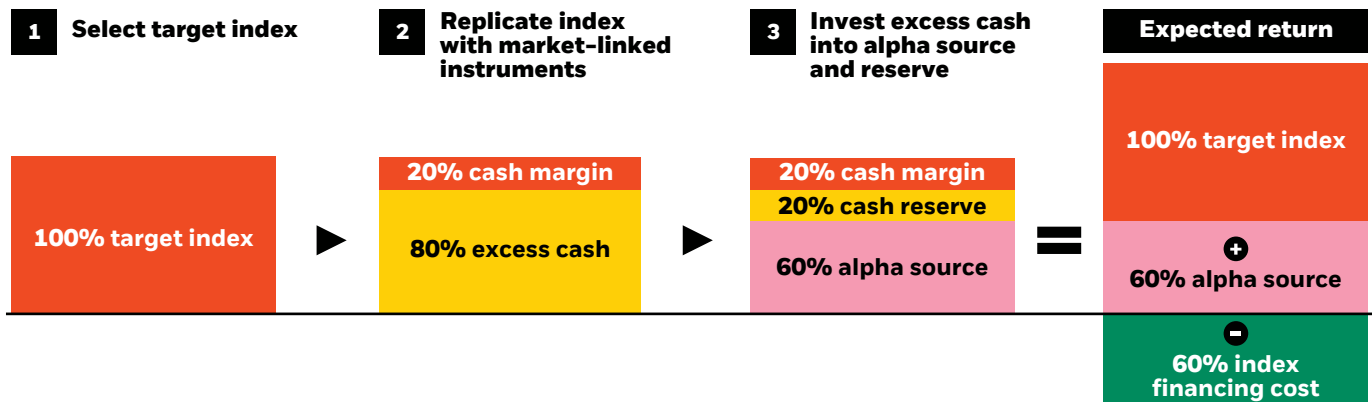 1 Select target index
2 Replicate index
with market-linked
instruments
3 Invest excess cash
into alpha source
and reserve
Expected return
100% target index
20% cash margin
80% excess cash
20% cash margin
20% cash reserve
60% alpha source
=
100% target index
+
60% alpha source
-
60% index
financing cost